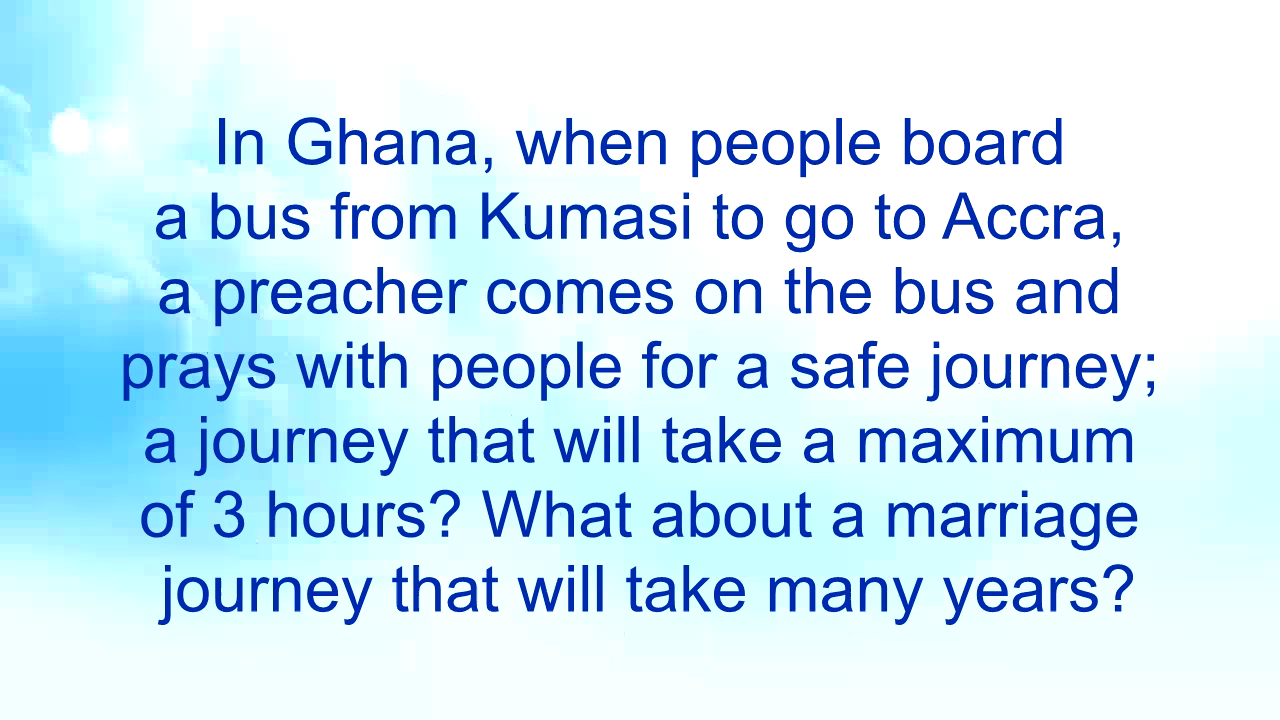 In Ghana, when people board
a bus from Kumasi to go to Accra,
a preacher comes on the bus and
prays with people for a safe journey;
a journey that will take a maximum
of 3 hours? What about a marriage
journey that will take many years?